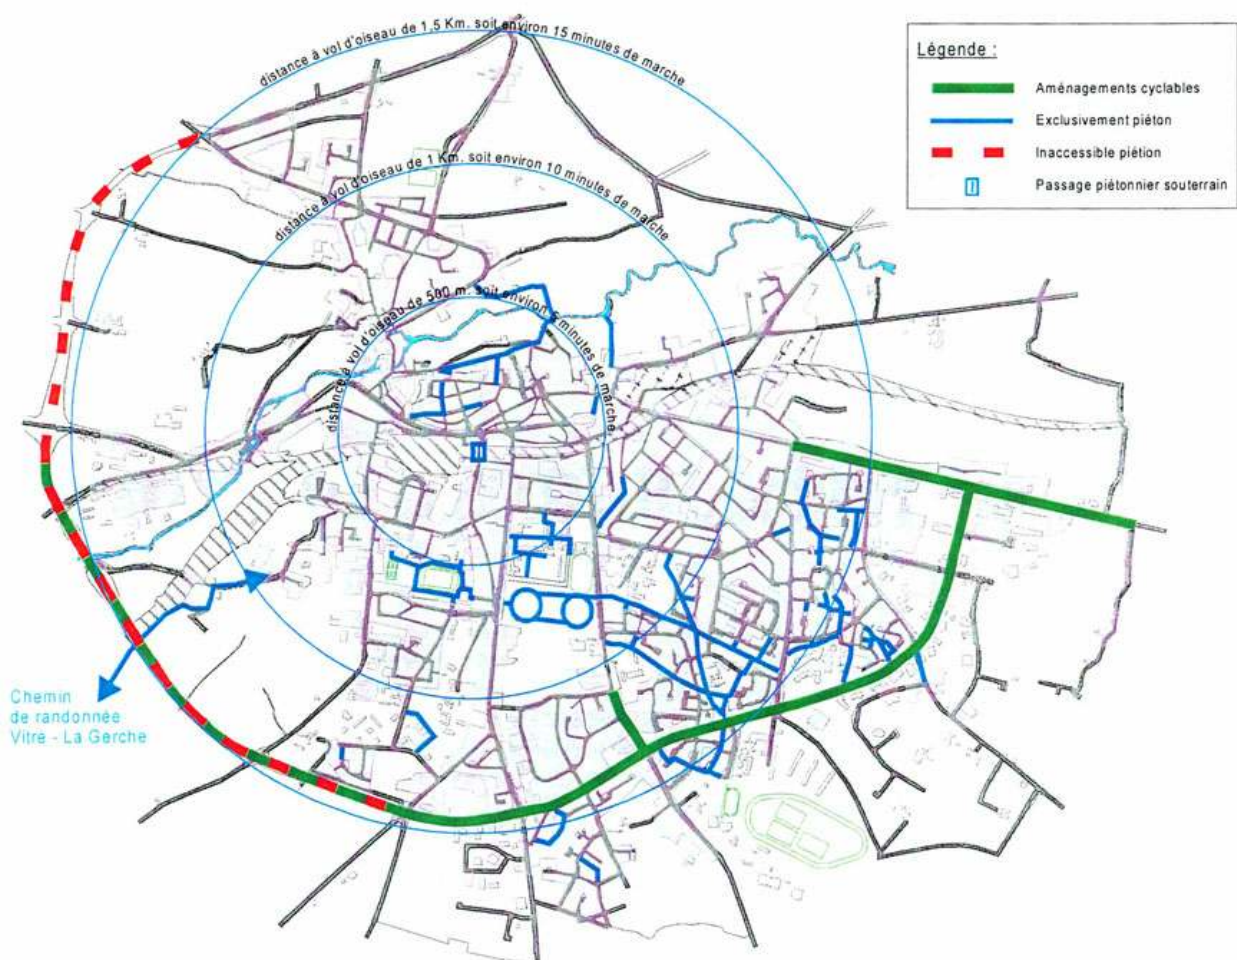 distance à vol d'oiseau de 1,5 Km. soit environ 15 minutes de marche
distance à vol d'oiseau de 1 Km. soit environ 10 minutes de marche
distance à vol d'oiseau de 500 m. soit environ 5 minutes de marche
Légende :
Aménagements cyclables
Exclusivement piéton
Inaccessible piétion
Passage piétonnier souterrain
Chemin
de randonnée
Vitre - La Gerche